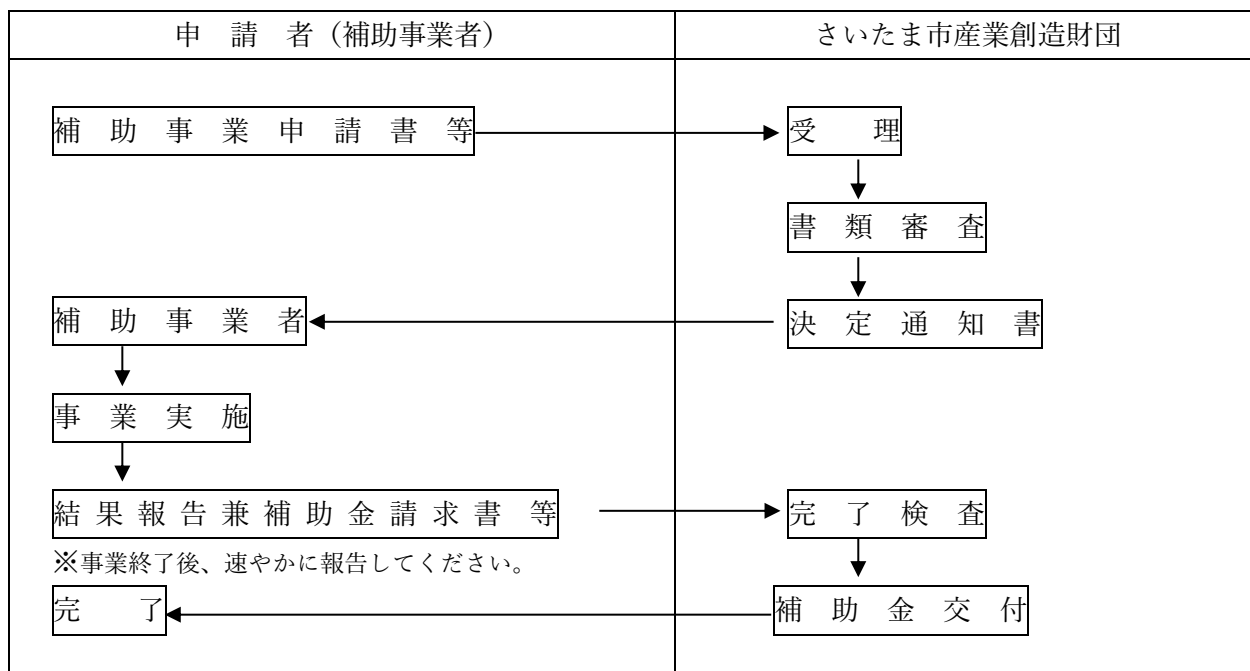 申 請 者（補助事業者） さいたま市産業創造財団
補 助 事 業 申 請 書 等 受 理
書 類 審 査
補 助 事 業 者 決 定 通 知 書
事 業 実 施
結 果 報 告 兼 補 助 金 請 求 書 等 完 了 検 査
※事業終了後、速やかに報告してください。
完 了 補 助 金 交 付